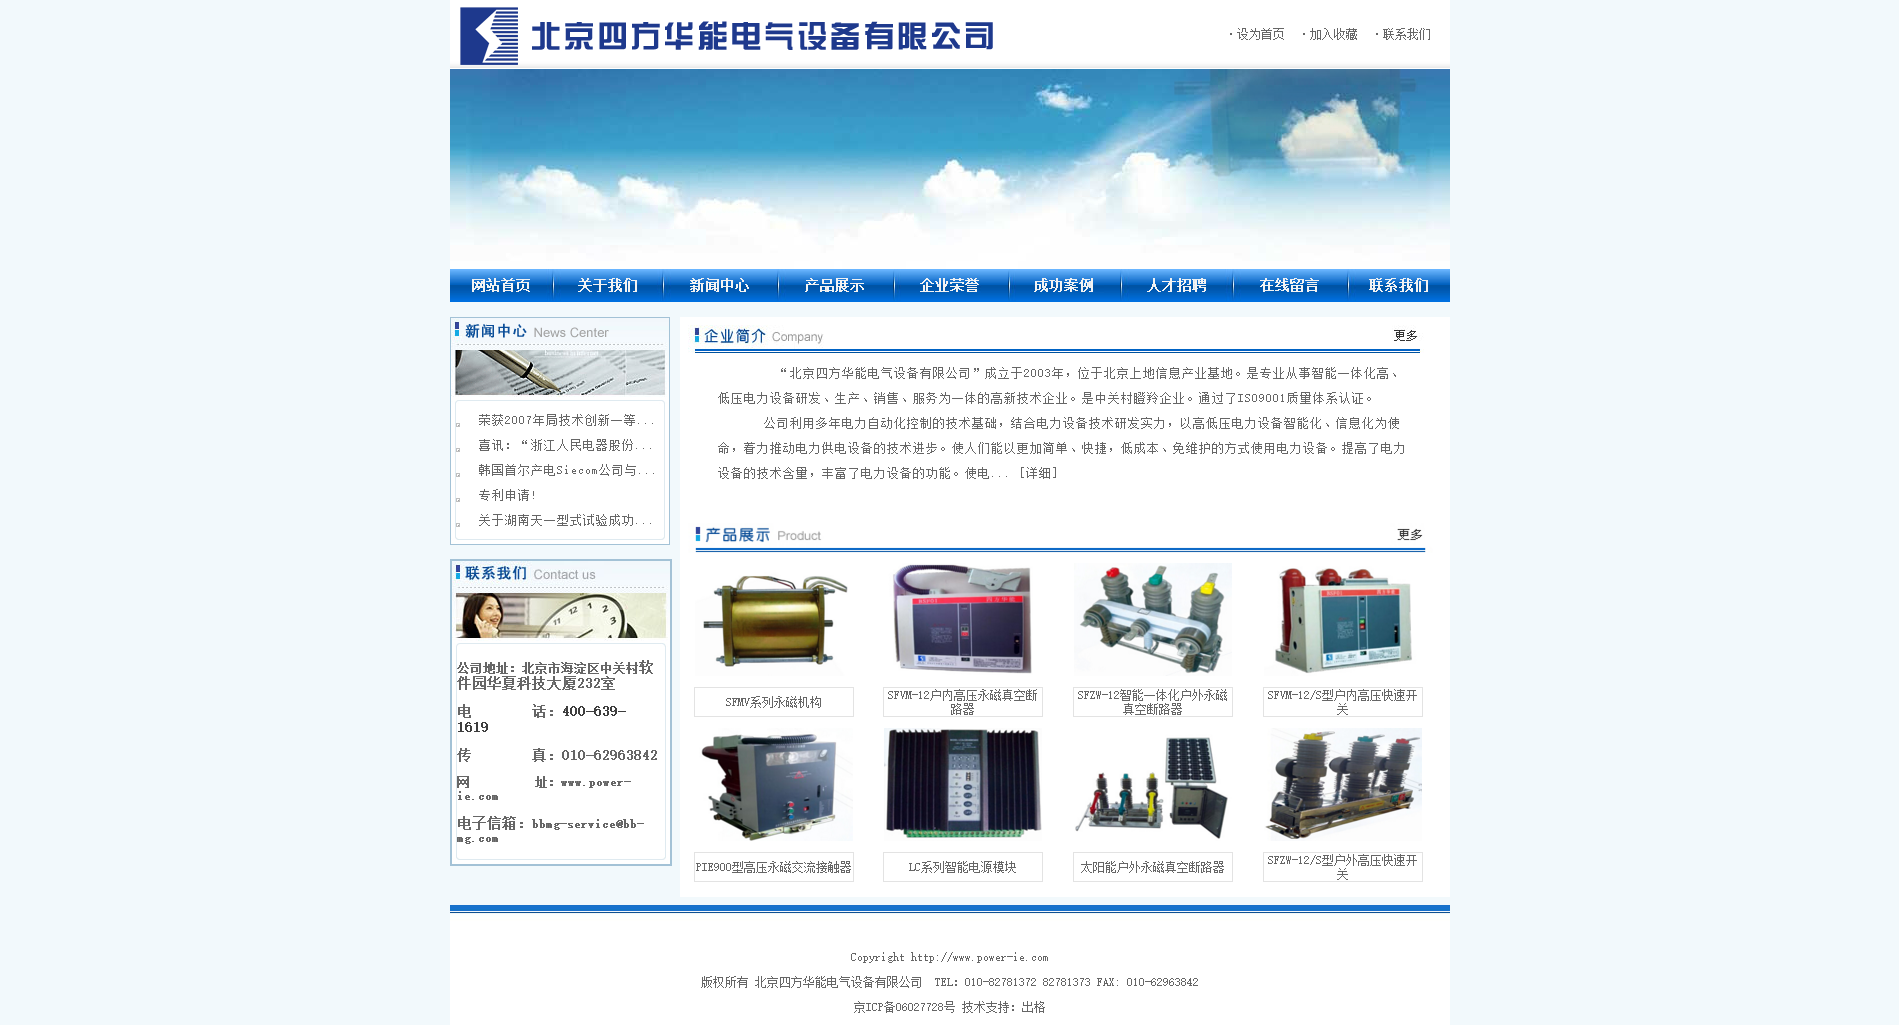 北京四方华能电气设备有限公司
· 设为首页 · 加入收藏 · 联系我们
网站首页 关于我们 新闻中心 产品展示 企业荣誉 成功案例 人才招聘 在线留言 联系我们
新闻中心 News Center
荣获2007年局技术创新一等...
喜讯：“浙江人民电器股份...
韩国首尔产电Siecom公司与...
专利申请!
关于湖南天一型式试验成功...
联系我们 Contact us
公司地址：北京市海淀区中关村软
件园华夏科技大厦232室
电 话：400-639-
1619
传 真：010-62963842
网 址：www.power-
ie.com
电子信箱：bbmg-service@bb-
mg.com
企业简介 Company 更多
“北京四方华能电气设备有限公司”成立于2003年，位于北京上地信息产业基地。是专业从事智能一体化高、
低压电力设备研发、生产、销售、服务为一体的高新技术企业。是中关村瞪羚企业。通过了ISO9001质量体系认证。
公司利用多年电力自动化控制的技术基础，结合电力设备技术研发实力，以高低压电力设备智能化、信息化为使
命，着力推动电力供电设备的技术进步。使人们能以更加简单、快捷，低成本、免维护的方式使用电力设备。提高了电力
设备的技术含量，丰富了电力设备的功能。使电... [详细]
产品展示 Product 更多
SFMV系列永磁机构
SFVM-12户内高压永磁真空断
路器
SFZW-12智能一体化户外永磁
真空断路器
SFVM-12/S型户内高压快速开
关
PIE900型高压永磁交流接触器
LC系列智能电源模块
太阳能户外永磁真空断路器
SFZW-12/S型户外高压快速开
关
Copyright http://www.power-ie.com
版权所有 北京四方华能电气设备有限公司 TEL: 010-82781372 82781373 FAX: 010-62963842
京ICP备06027728号 技术支持：出格